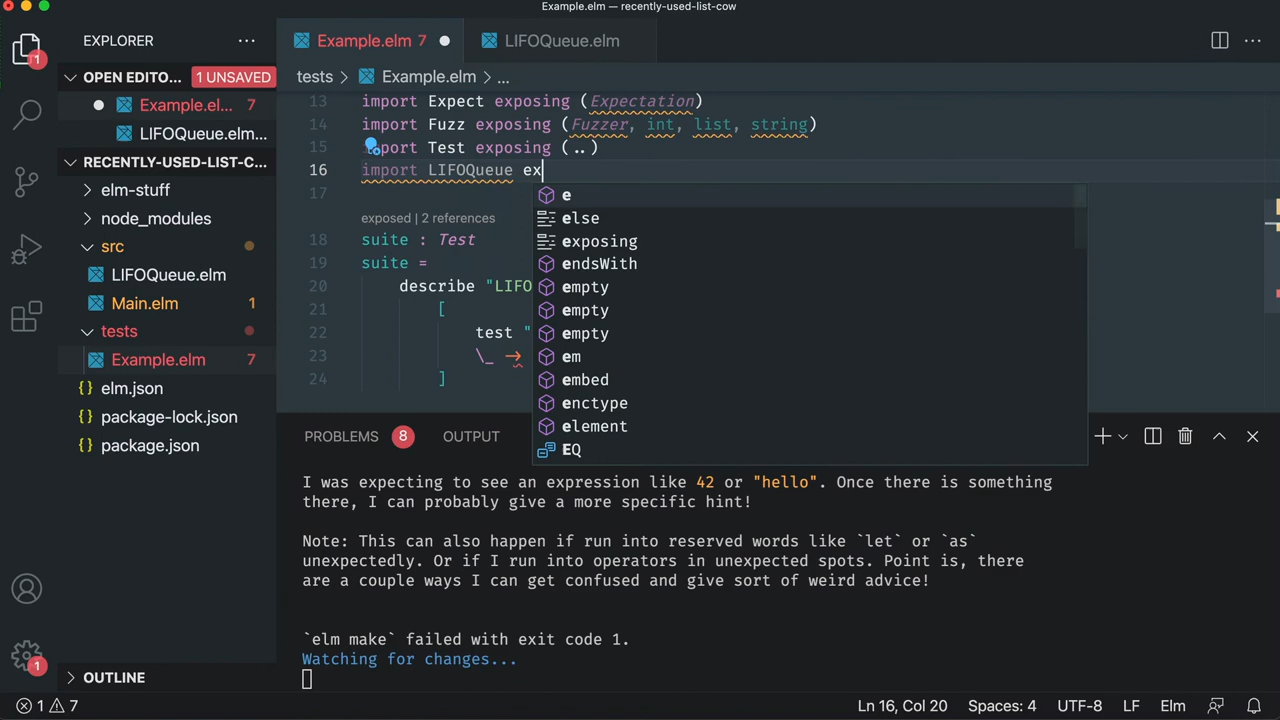 Example.elm — recently-used-list-cow
EXPLORER
Example.elm 7
LIFOQueue.elm
1
OPEN EDITO... 1 UNSAVED
tests > Example.elm > ...
Example.el... 7
LIFOQueue.elm...
RECENTLY-USED-LIST-C...
elm-stuff
node_modules
src
LIFOQueue.elm
Main.elm 1
tests
Example.elm 7
elm.json
package-lock.json
package.json
OUTLINE
1
13 import Expect exposing (Expectation)
14 import Fuzz exposing (Fuzzer, int, list, string)
15 import Test exposing (..)
16 import LIFOQueue ex
17
exposed | 2 references
18 suite : Test
19 suite =
20 describe "LIFO
21 [
22 test "
23 \_ →
24 ]
e
else
exposing
endsWith
empty
empty
empty
em
embed
enctype
element
EQ
PROBLEMS 8 OUTPUT
I was expecting to see an expression like 42 or "hello". Once there is something
there, I can probably give a more specific hint!
Note: This can also happen if run into reserved words like `let` or `as`
unexpectedly. Or if I run into operators in unexpected spots. Point is, there
are a couple ways I can get confused and give sort of weird advice!
`elm make` failed with exit code 1.
Watching for changes...
1 7
Ln 16, Col 20 Spaces: 4 UTF-8 LF Elm